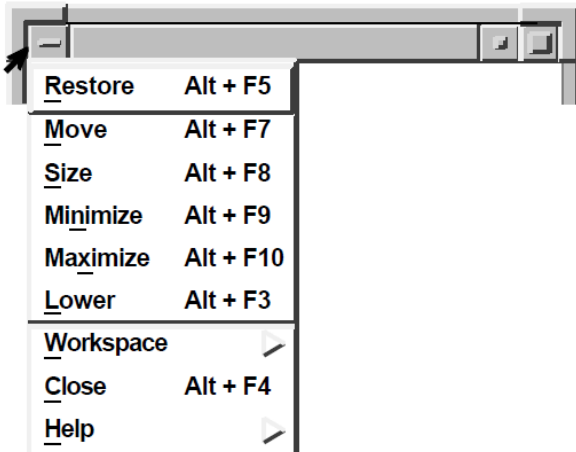 Restore Alt + F5
Move Alt + F7
Size Alt + F8
Minimize Alt + F9
Maximize Alt + F10
Lower Alt + F3
Workspace
Close Alt + F4
Help